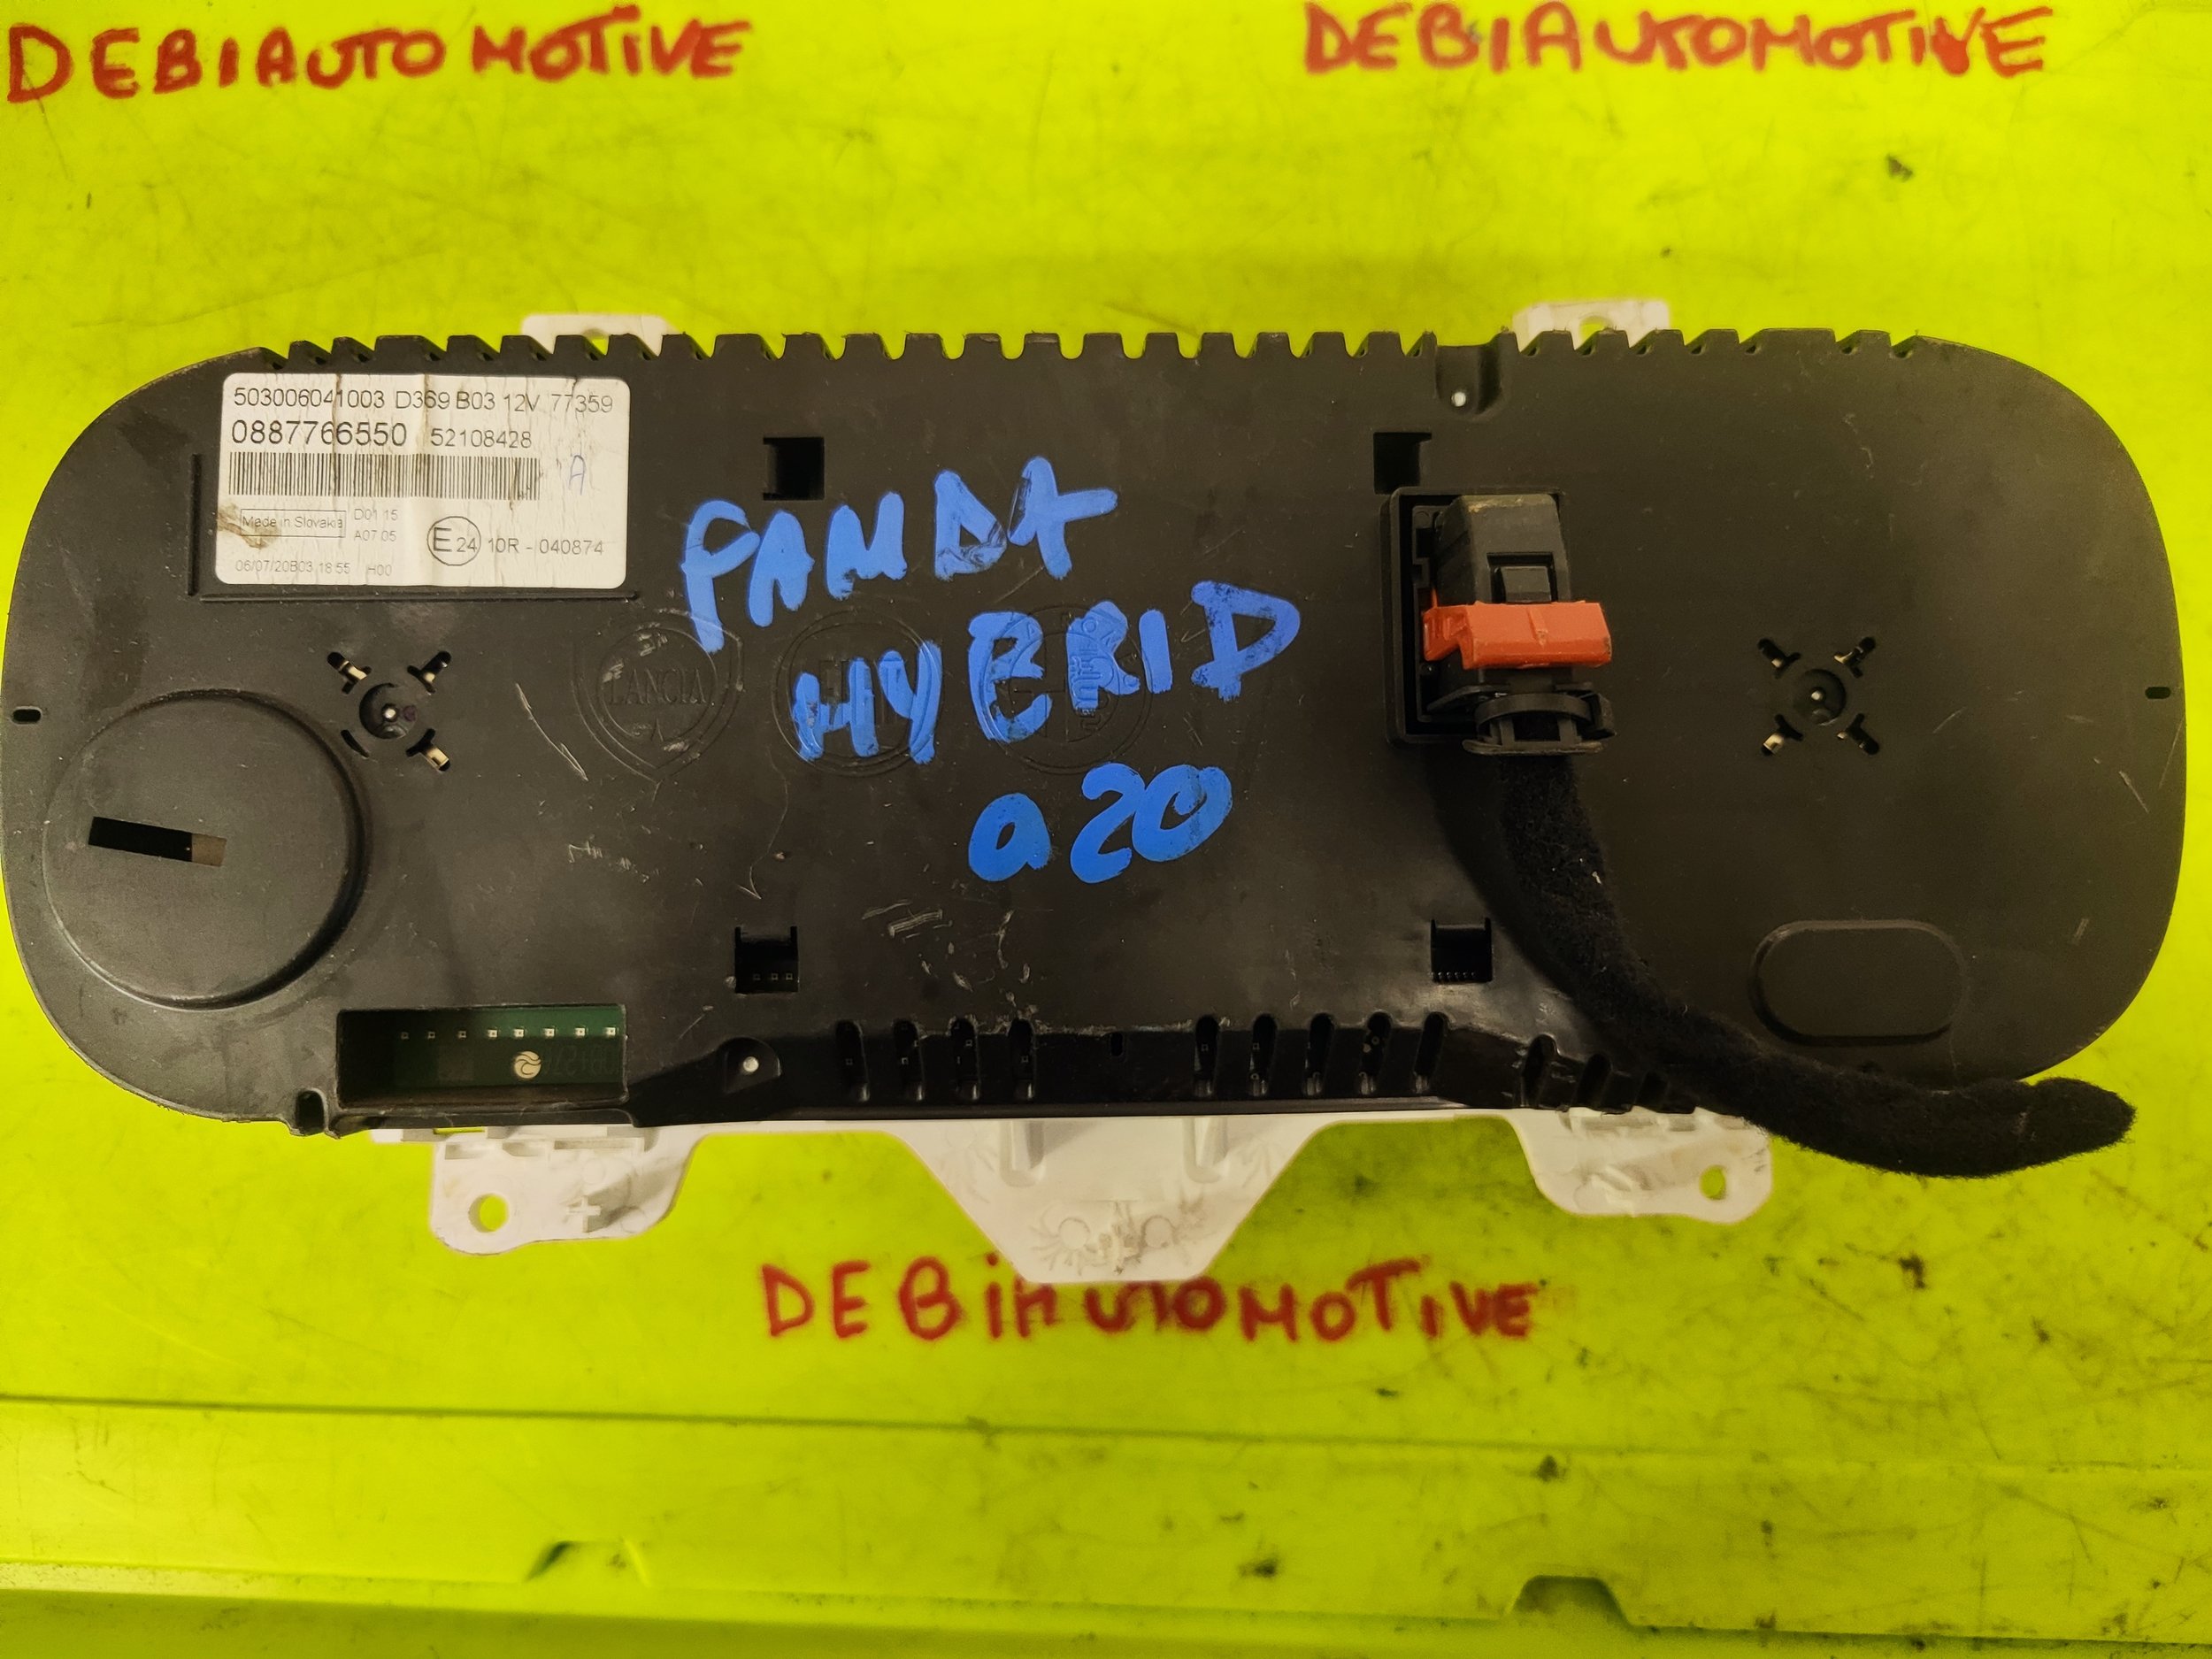 DEBIAUTOMOTIVE
DEBIAUTOMOTIVE
503006041003 D369 B03 12V 77359
0887766550 52108428
A
Made in Slovakia
D01 15
A07.05
E24 10R - 040874
06/07/20B03 18:55 H00
PANDA
HYBRID
a20
LANCIA
DEBIAUTOMOTIVE